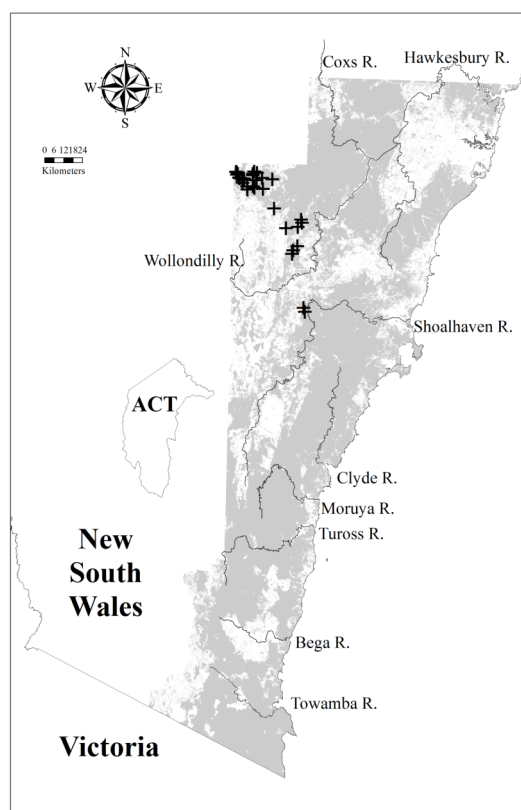 Coxs R.
Hawkesbury R.
N
W
E
S
0 6 121824
Kilometers
Wollondilly R.
Shoalhaven R.
ACT
Clyde R.
Moruya R.
Tuross R.
New
South
Wales
Bega R.
Towamba R.
Victoria